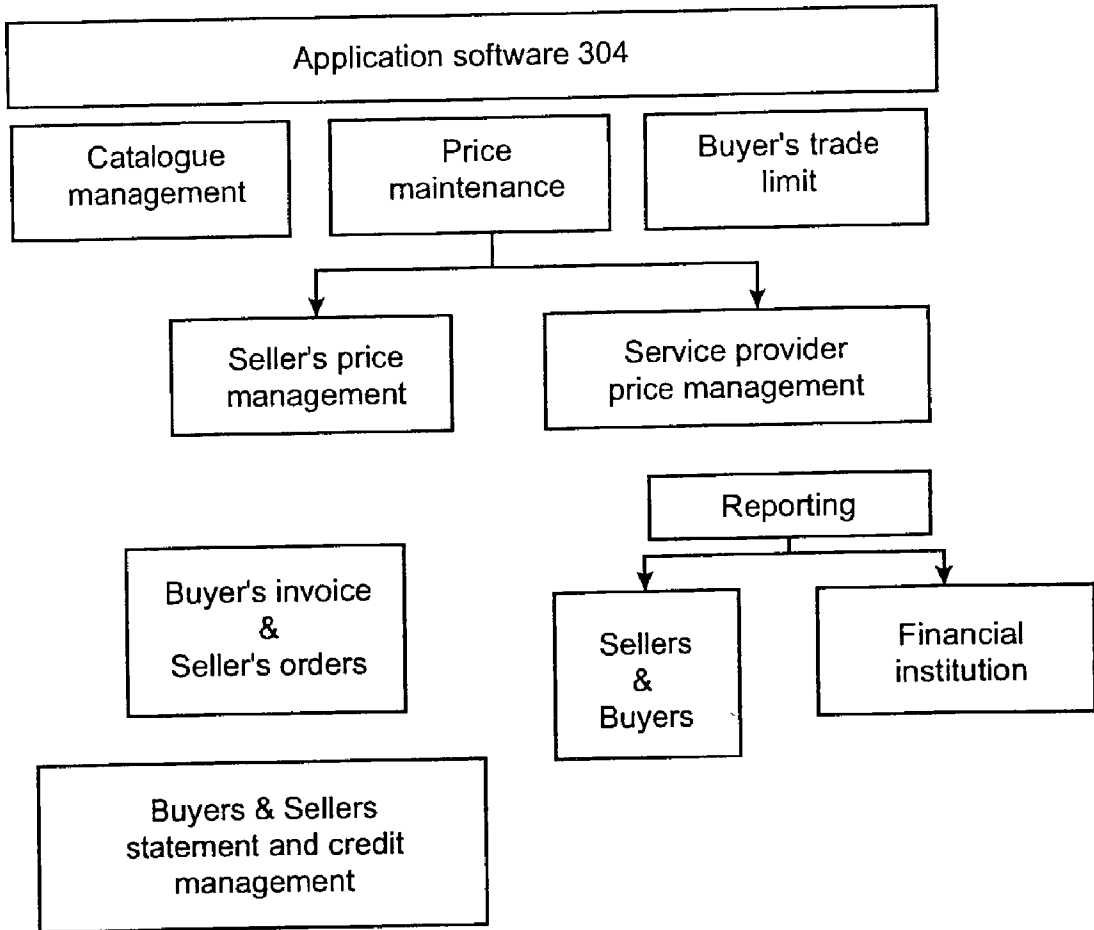 Application software 304
Catalogue
management
Price
maintenance
Buyer's trade
limit
Seller's price
management
Service provider
price management
Reporting
Buyer's invoice
&
Seller's orders
Sellers
&
Buyers
Financial
institution
Buyers & Sellers
statement and credit
management